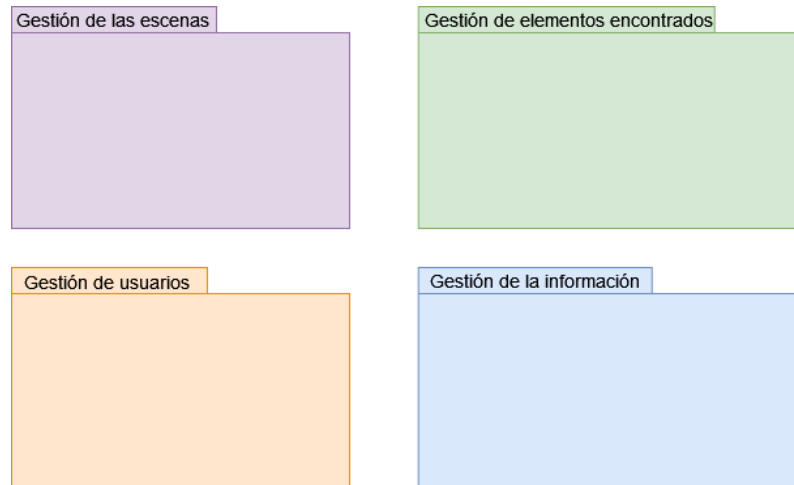 Gestión de las escenas
Gestión de elementos encontrados
Gestión de usuarios
Gestión de la información